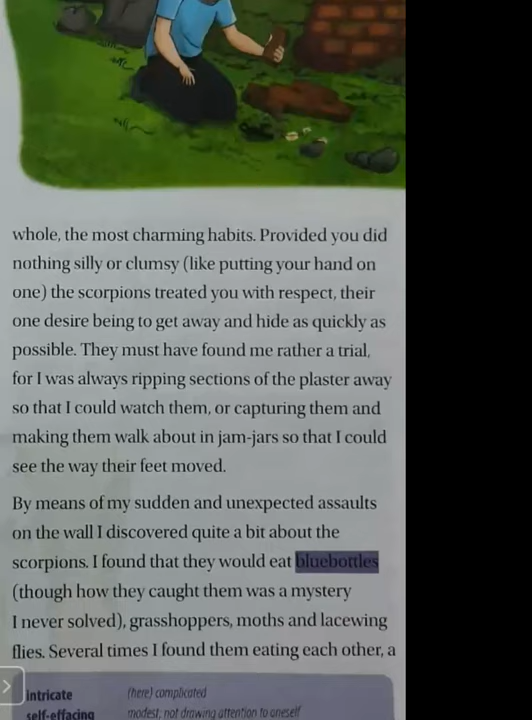 whole, the most charming habits. Provided you did
nothing silly or clumsy (like putting your hand on
one) the scorpions treated you with respect, their
one desire being to get away and hide as quickly as
possible. They must have found me rather a trial,
for I was always ripping sections of the plaster away
so that I could watch them, or capturing them and
making them walk about in jam-jars so that I could
see the way their feet moved.
By means of my sudden and unexpected assaults
on the wall I discovered quite a bit about the
scorpions. I found that they would eat bluebottles
(though how they caught them was a mystery
I never solved), grasshoppers, moths and lacewing
flies. Several times I found them eating each other, a
intricate (here) complicated
self-effacing modest, not drawing attention to oneself